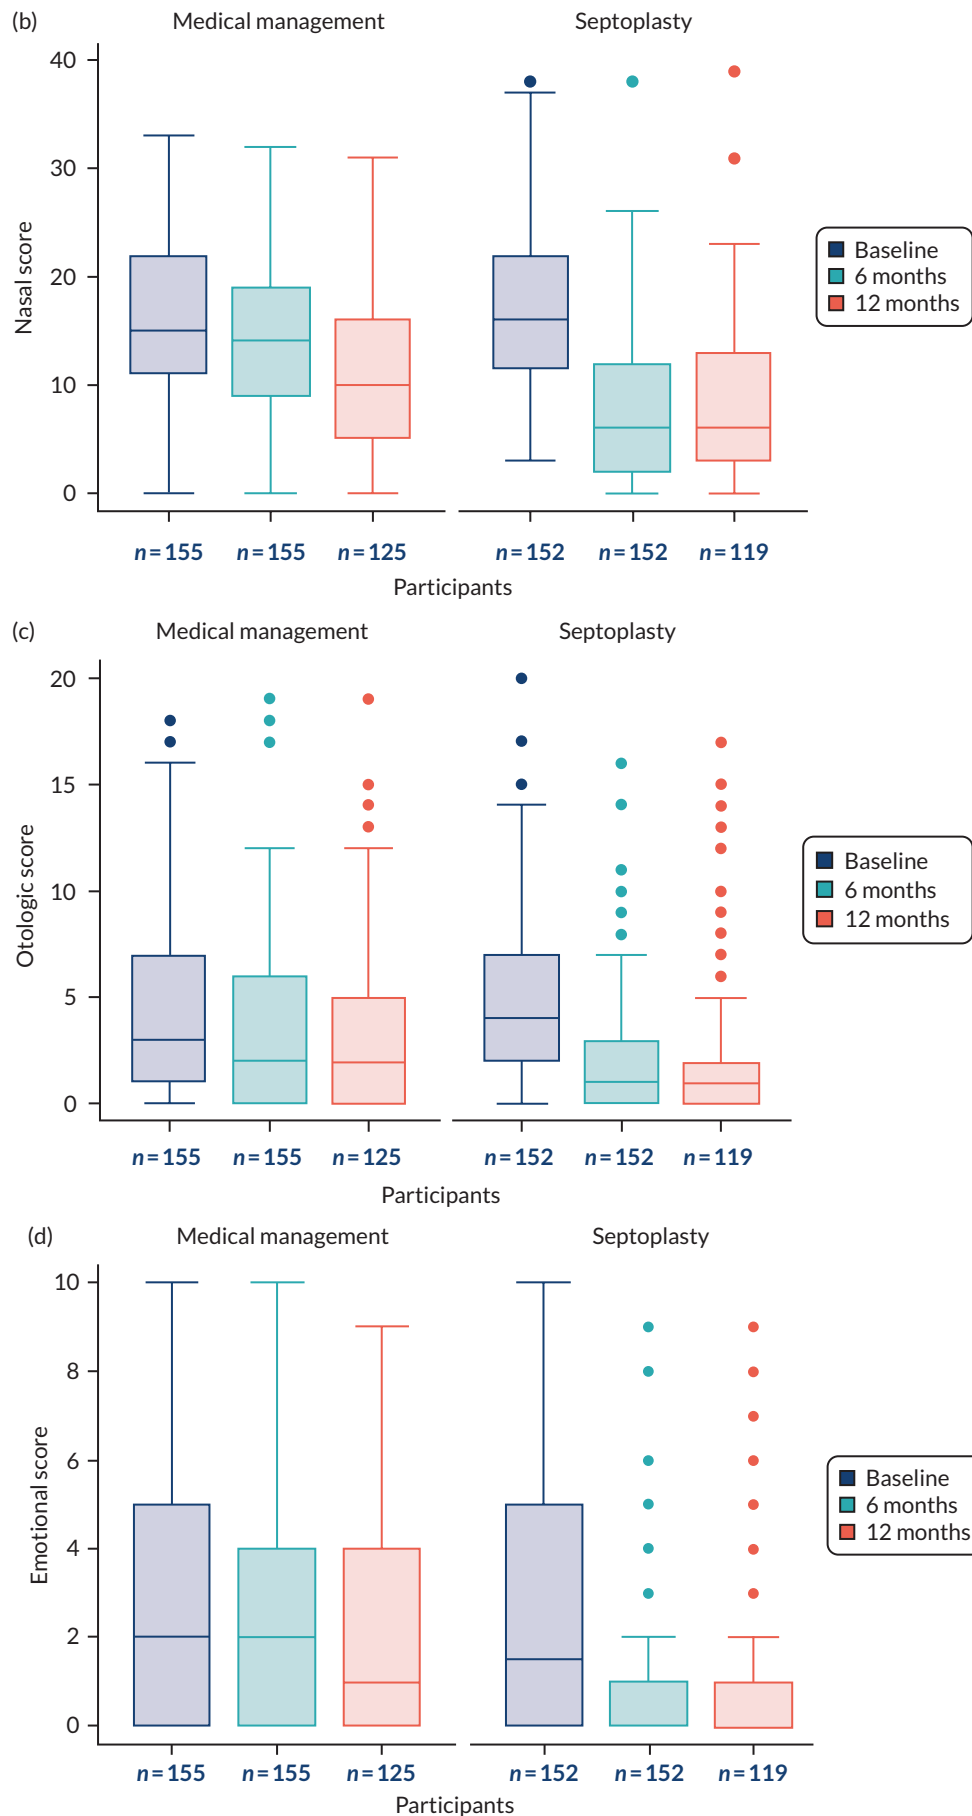 (b)
Medical management Septoplasty
40
30
20
10
0
Nasal score
Baseline
6 months
12 months
n=155 n=155 n=125 n=152 n=152 n=119
Participants
(c)
Medical management Septoplasty
20
15
10
5
0
Otologic score
Baseline
6 months
12 months
n=155 n=155 n=125 n=152 n=152 n=119
Participants
(d)
Medical management Septoplasty
10
8
6
4
2
0
Emotional score
Baseline
6 months
12 months
n=155 n=155 n=125 n=152 n=152 n=119
Participants